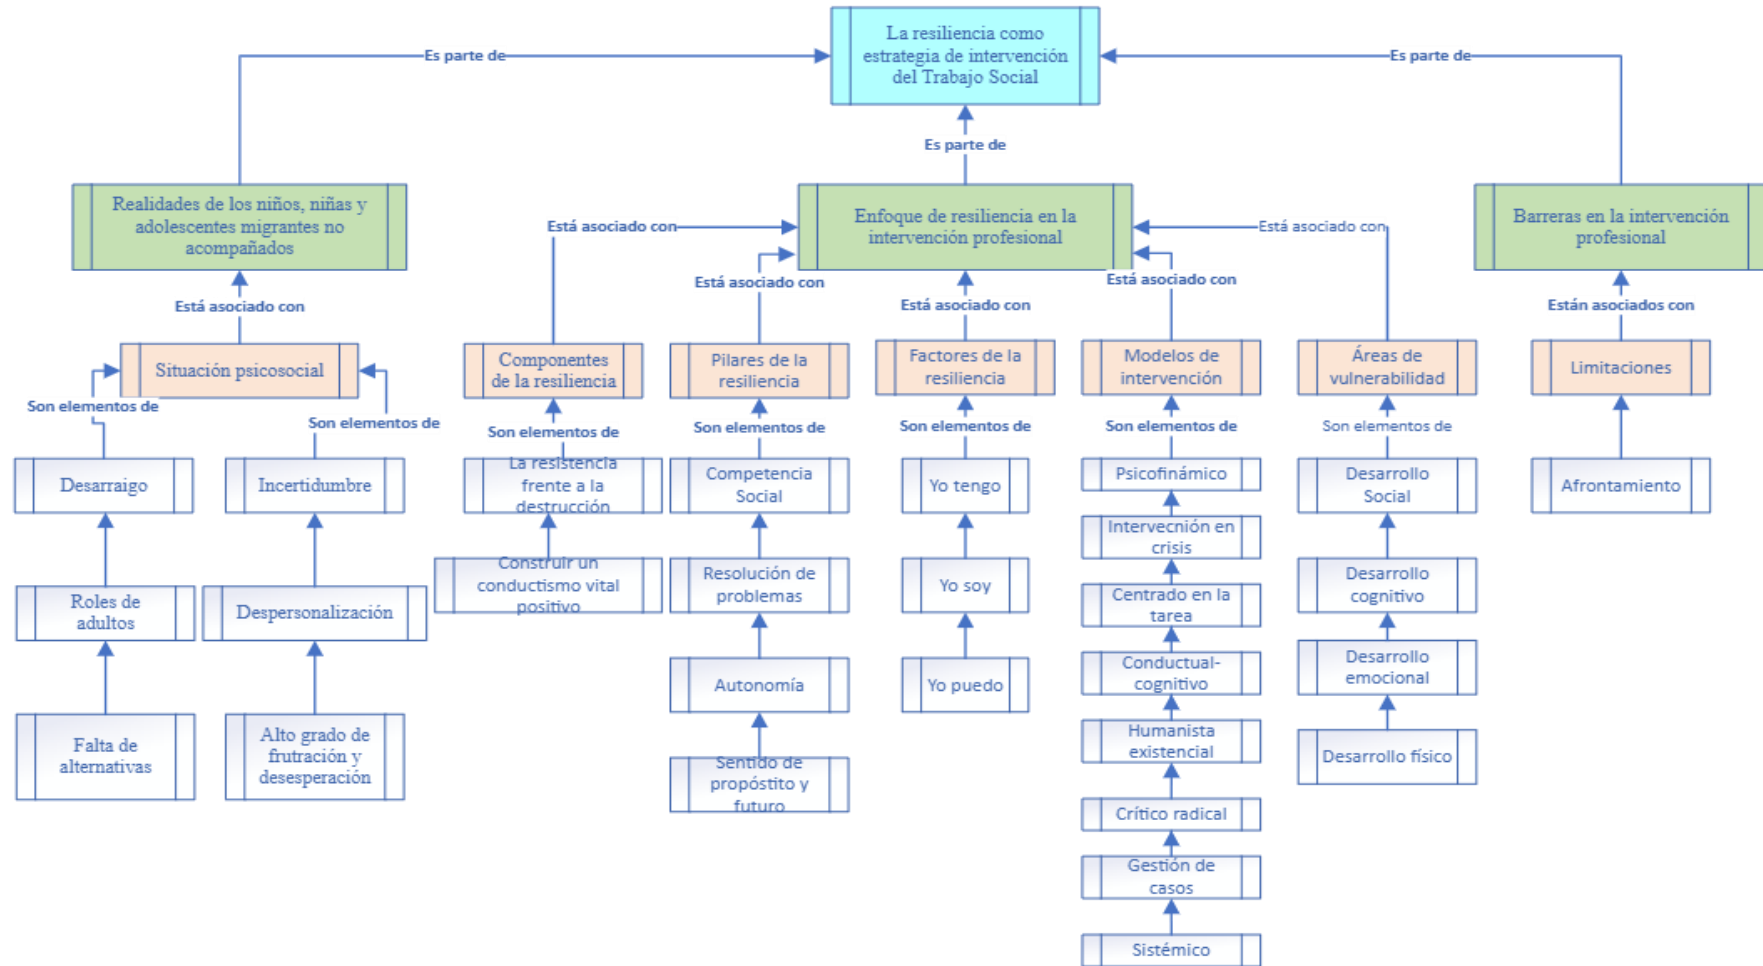 La resiliencia como
estrategia de intervención
del Trabajo Social
Es parte de
Es parte de
Es parte de
Realidades de los niños, niñas y
adolescentes migrantes no
acompañados
Enfoque de resiliencia en la
intervención profesional
Barreras en la intervención
profesional
Está asociado con
Está asociado con
Está asociado con
Está asociado con
Está asociado con
Está asociado con
Están asociados con
Situación psicosocial
Componentes
de la resiliencia
Pilares de la
resiliencia
Factores de la
resiliencia
Modelos de
intervención
Áreas de
vulnerabilidad
Limitaciones
Son elementos de
Son elementos de
Son elementos de
Son elementos de
Son elementos de
Son elementos de
Son elementos de
Desarraigo
Incertidumbre
La resistencia
frente a la
destrucción
Competencia
Social
Yo tengo
Psicofinámico
Desarrollo
Social
Afrontamiento
Intervecnión en
crisis
Construir un
conductismo vital
positivo
Resolución de
problemas
Yo soy
Centrado en la
tarea
Desarrollo
cognitivo
Roles de
adultos
Despersonalización
Autonomía
Yo puedo
Conductual-
cognitivo
Desarrollo
emocional
Falta de
alternativas
Alto grado de
frutración y
desesperación
Sentido de
propóstito y
futuro
Humanista
existencial
Desarrollo físico
Crítico radical
Gestión de
casos
Sistémico